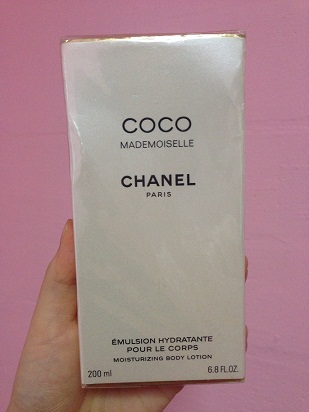 COCO
MADEMOISELLE
CHANEL
PARIS
ÉMULSION HYDRATANTE
POUR LE CORPS
MOISTURIZING BODY LOTION
200 ml 6.8 FL.OZ.